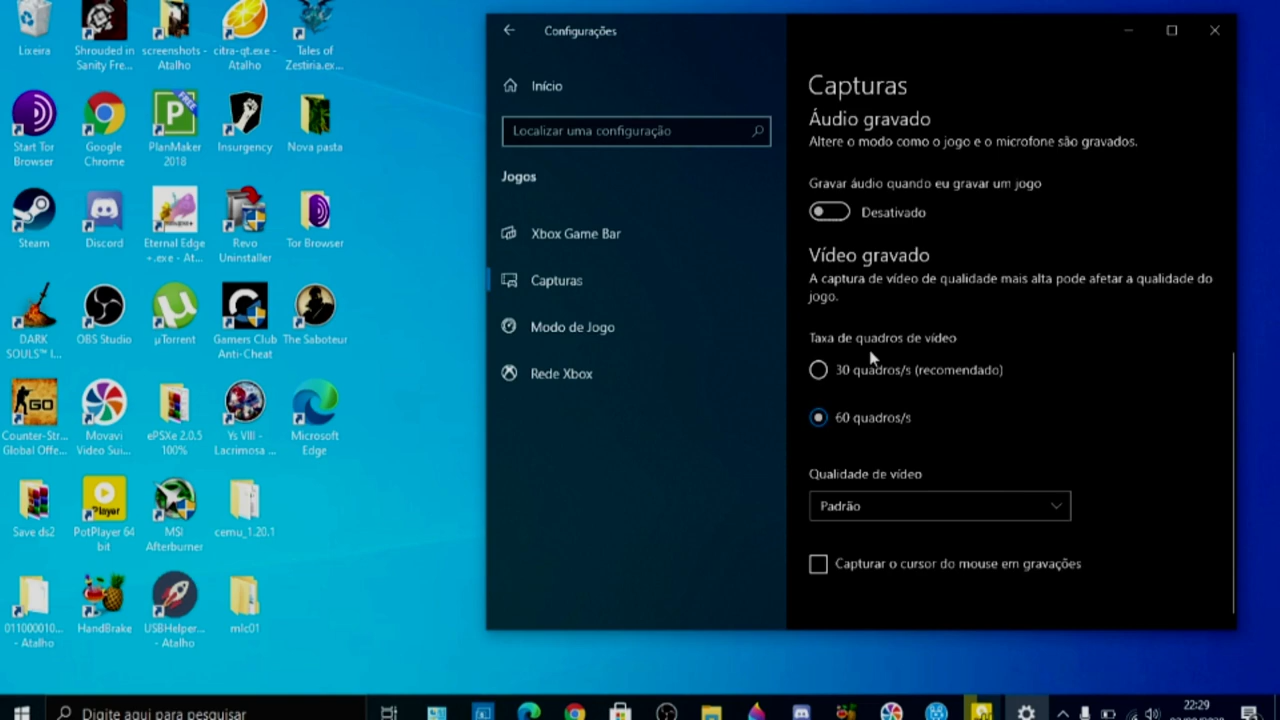 Lixeira
Shrouded in
Sanity Fre...
screenshots -
Atalho
citra-qt.exe -
Atalho
Tales of
Zestiria.ex...
Start Tor
Browser
Google
Chrome
PlanMaker
2018
Insurgency
Nova pasta
Steam
Discord
Eternal Edge
+.exe - At...
Revo
Uninstaller
Tor Browser
DARK
SOULS™ I...
OBS Studio
µTorrent
Gamers Club
Anti-Cheat
The Saboteur
Counter-Str...
Global Offe...
Movavi
Video Sui...
ePSXe 2.0.5
100%
Ys VIII -
Lacrimosa ...
Microsoft
Edge
Save ds2
PotPlayer 64
bit
MSI
Afterburner
cemu_1.20.1
011000010...
- Atalho
HandBrake
USBHelper...
- Atalho
mlc01
FREE
GO
Player
Configurações
Início
Localizar uma configuração
Jogos
Xbox Game Bar
Capturas
Modo de Jogo
Rede Xbox
Capturas
Áudio gravado
Altere o modo como o jogo e o microfone são gravados.
Gravar áudio quando eu gravar um jogo
Desativado
Vídeo gravado
A captura de vídeo de qualidade mais alta pode afetar a qualidade do
jogo.
Taxa de quadros de vídeo
30 quadros/s (recomendado)
60 quadros/s
Qualidade de vídeo
Padrão
Capturar o cursor do mouse em gravações
Digite aqui para pesquisar
22:29